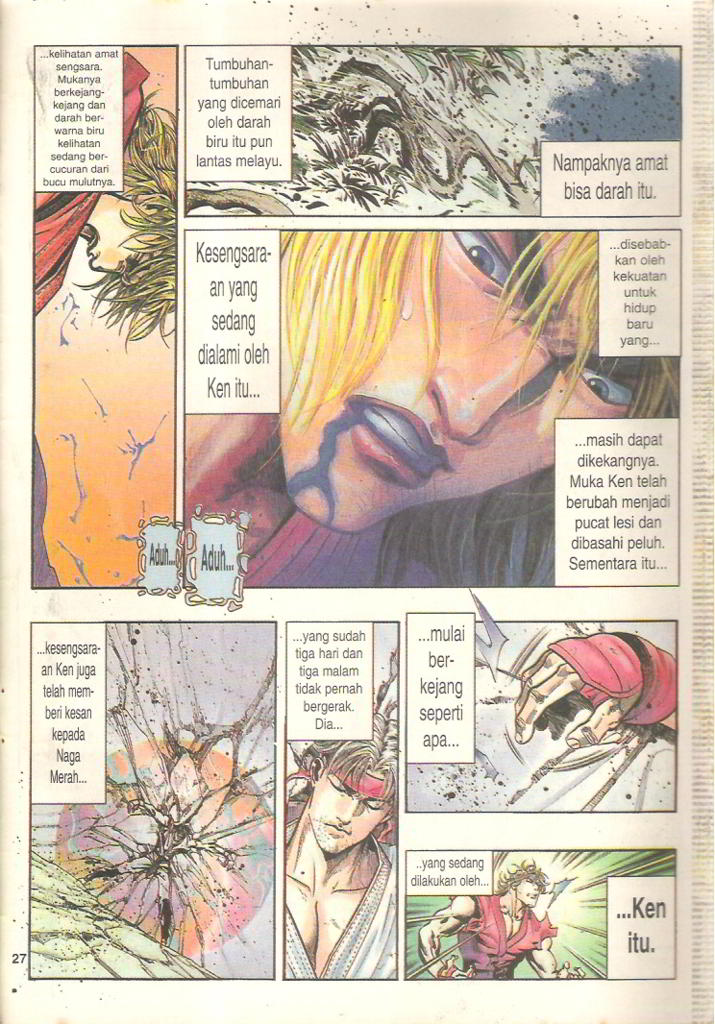 ...kelihatan amat
sengsara.
Mukanya
berkejang-
kejang dan
darah ber-
warna biru
kelihatan
sedang ber-
cucuran dari
bucu mulutnya.
Tumbuhan-
tumbuhan
yang dicemari
oleh darah
biru itu pun
lantas melayu.
Nampaknya amat
bisa darah itu.
Kesengsara-
an yang
sedang
dialami oleh
Ken itu...
...disebab-
kan oleh
kekuatan
untuk
hidup
baru
yang...
...masih dapat
dikekangnya.
Muka Ken telah
berubah menjadi
pucat lesi dan
dibasahi peluh.
Sementara itu...
Aduh...
Aduh...
...kesengsara-
an Ken juga
telah mem-
beri kesan
kepada
Naga
Merah...
...yang sudah
tiga hari dan
tiga malam
tidak pernah
bergerak.
Dia...
...mulai
ber-
kejang
seperti
apa...
..yang sedang
dilakukan oleh...
...Ken
itu.
27